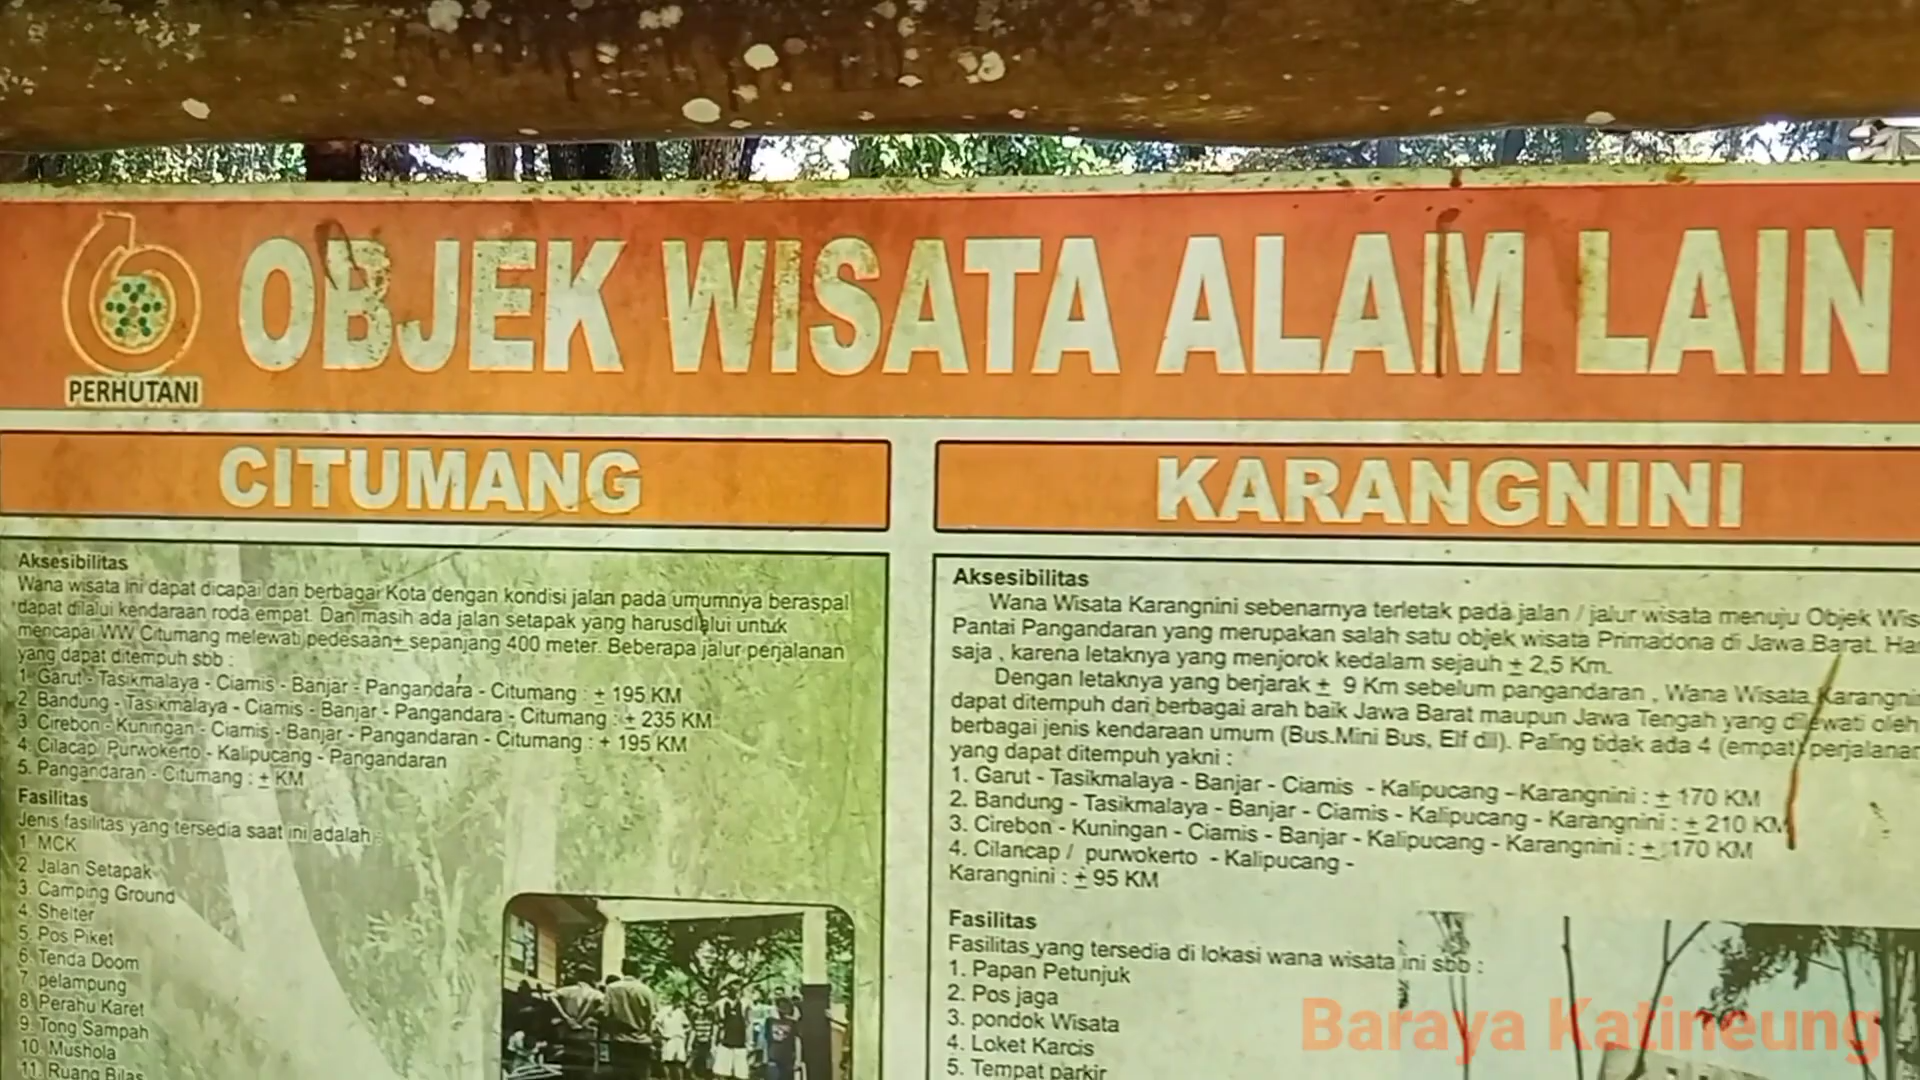 OBJEK WISATA ALAM LAIN
PERHUTANI
CITUMANG
Aksesibilitas
Wana wisata ini dapat dicapai dari berbagai Kota dengan kondisi jalan pada umumnya beraspal
dapat dilalui kendaraan roda empat. Dan masih ada jalan setapak yang harusdilalui untuk
mencapai WW Citumang melewati pedesaan± sepanjang 400 meter. Beberapa jalur perjalanan
yang dapat ditempuh sbb :
1. Garut - Tasikmalaya - Ciamis - Banjar - Pangandara - Citumang : ± 195 KM
2. Bandung - Tasikmalaya - Ciamis - Banjar - Pangandara - Citumang : ± 235 KM
3. Cirebon - Kuningan - Ciamis - Banjar - Pangandaran - Citumang : + 195 KM
4. Cilacap Purwokerto - Kalipucang - Pangandaran
5. Pangandaran - Citumang : ± KM
Fasilitas
Jenis fasilitas yang tersedia saat ini adalah :
1. MCK
2. Jalan Setapak
3. Camping Ground
4. Shelter
5. Pos Piket
6. Tenda Doom
7. pelampung
8. Perahu Karet
9. Tong Sampah
10. Mushola
11. Ruang Bilas
KARANGNINI
Aksesibilitas
Wana Wisata Karangnini sebenarnya terletak pada jalan / jalur wisata menuju Objek Wis
Pantai Pangandaran yang merupakan salah satu objek wisata Primadona di Jawa Barat. Ha
saja , karena letaknya yang menjorok kedalam sejauh ± 2,5 Km.
Dengan letaknya yang berjarak ± 9 Km sebelum pangandaran , Wana Wisata Karangni
dapat ditempuh dari berbagai arah baik Jawa Barat maupun Jawa Tengah yang dilewati oleh
berbagai jenis kendaraan umum (Bus.Mini Bus, Elf dll). Paling tidak ada 4 (empat) perjalanan
yang dapat ditempuh yakni :
1. Garut - Tasikmalaya - Banjar - Ciamis - Kalipucang - Karangnini : ± 170 KM
2. Bandung - Tasikmalaya - Banjar - Ciamis - Kalipucang - Karangnini : ± 210 KM
3. Cirebon - Kuningan - Ciamis - Banjar - Kalipucang - Karangnini : ± 170 KM
4. Cilancap / purwokerto - Kalipucang -
Karangnini : ± 95 KM
Fasilitas
Fasilitas yang tersedia di lokasi wana wisata ini sbb :
1. Papan Petunjuk
2. Pos jaga
3. pondok Wisata
4. Loket Karcis
5. Tempat parkir
Baraya Katineung